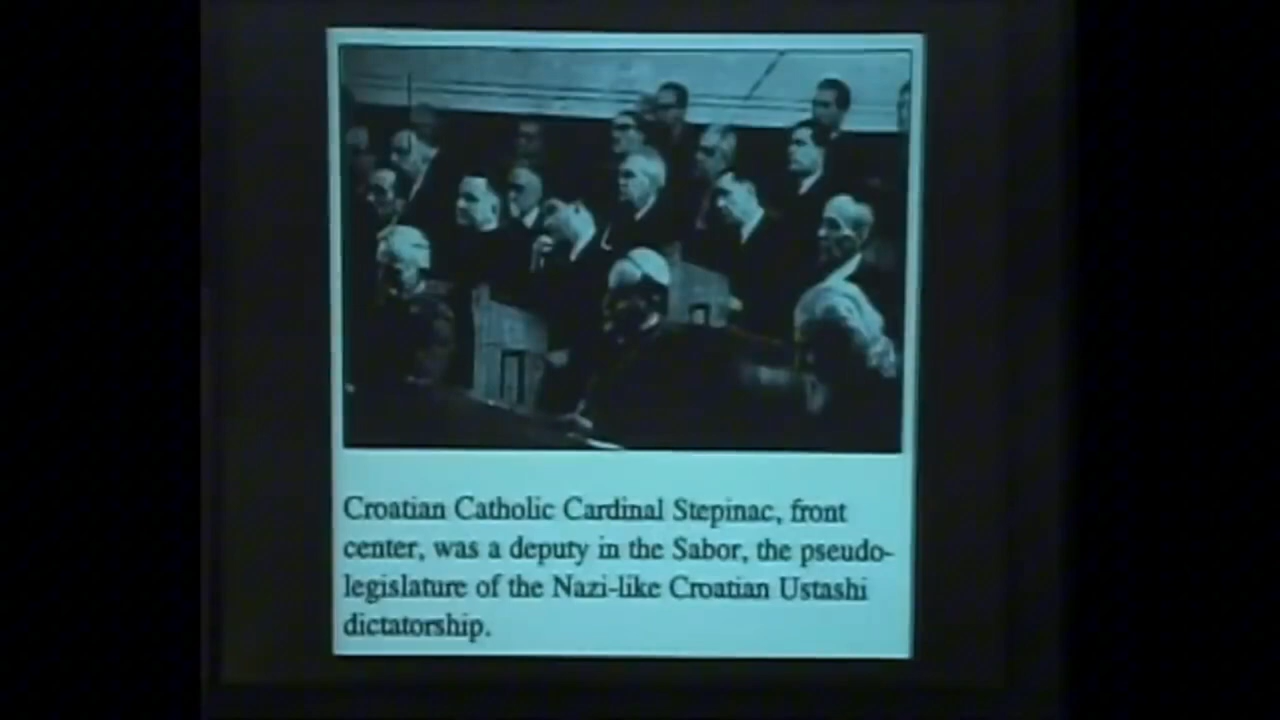 Croatian Catholic Cardinal Stepinac, front
center, was a deputy in the Sabor, the pseudo-
legislature of the Nazi-like Croatian Ustashi
dictatorship.